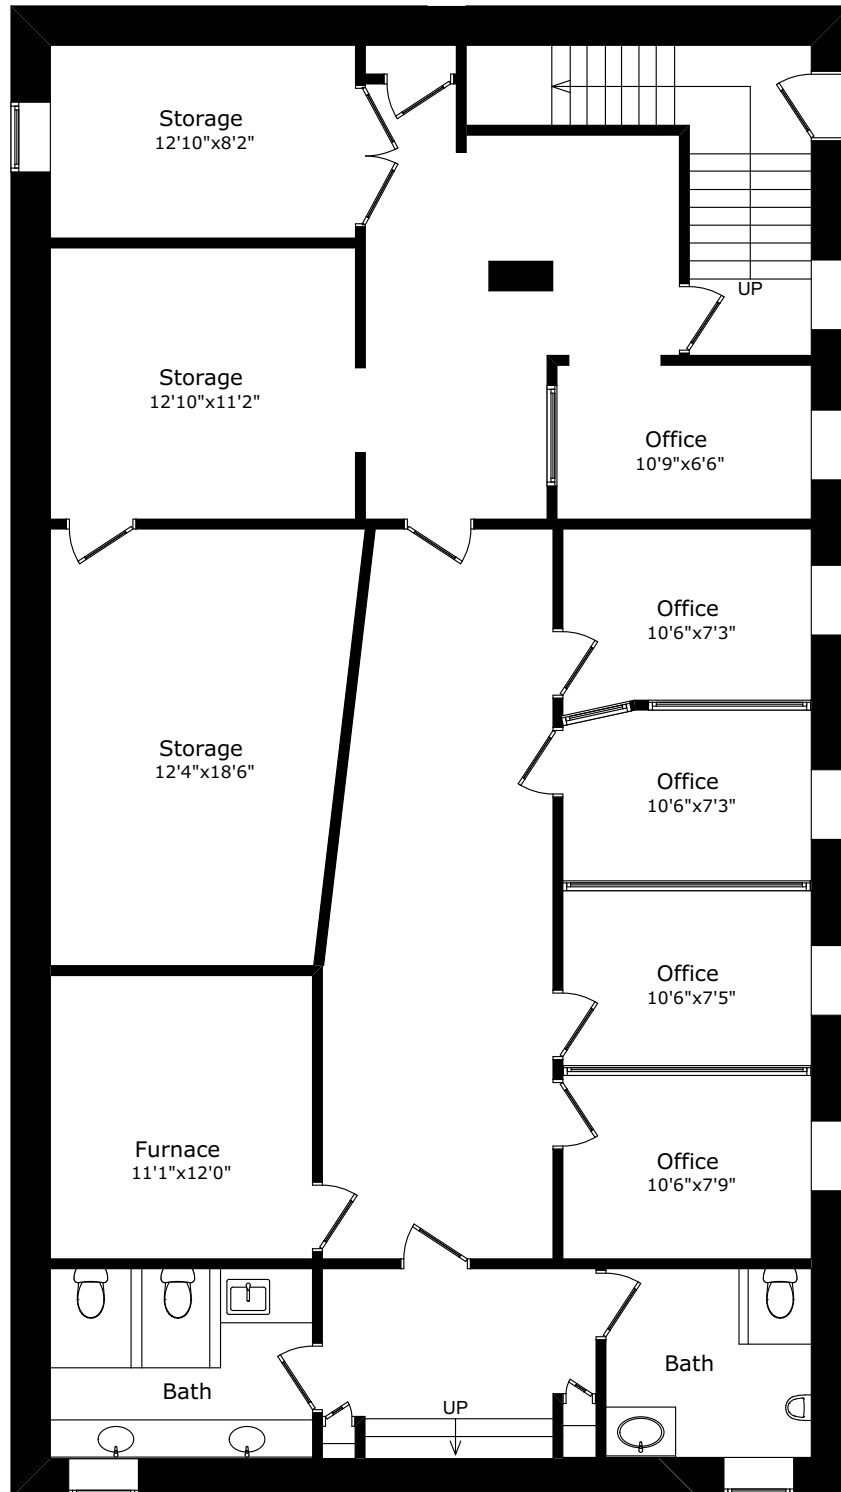 Storage
12'10"x8'2"
UP
Storage
12'10"x11'2"
Office
10'9"x6'6"
Office
10'6"x7'3"
Storage
12'4"x18'6"
Office
10'6"x7'3"
Office
10'6"x7'5"
Furnace
11'1"x12'0"
Office
10'6"x7'9"
Bath
Bath
UP